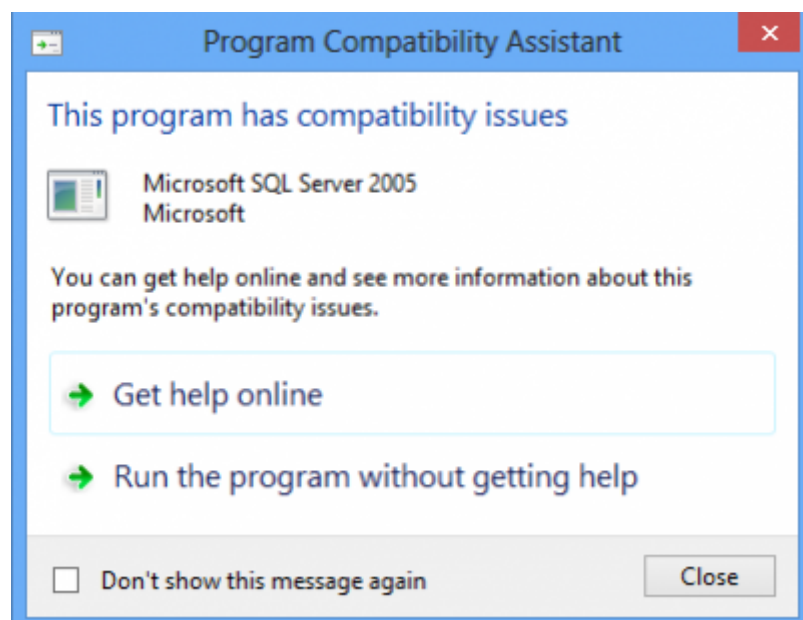 Program Compatibility Assistant
This program has compatibility issues
Microsoft SQL Server 2005
Microsoft
You can get help online and see more information about this
program's compatibility issues.
Get help online
Run the program without getting help
Don't show this message again
Close